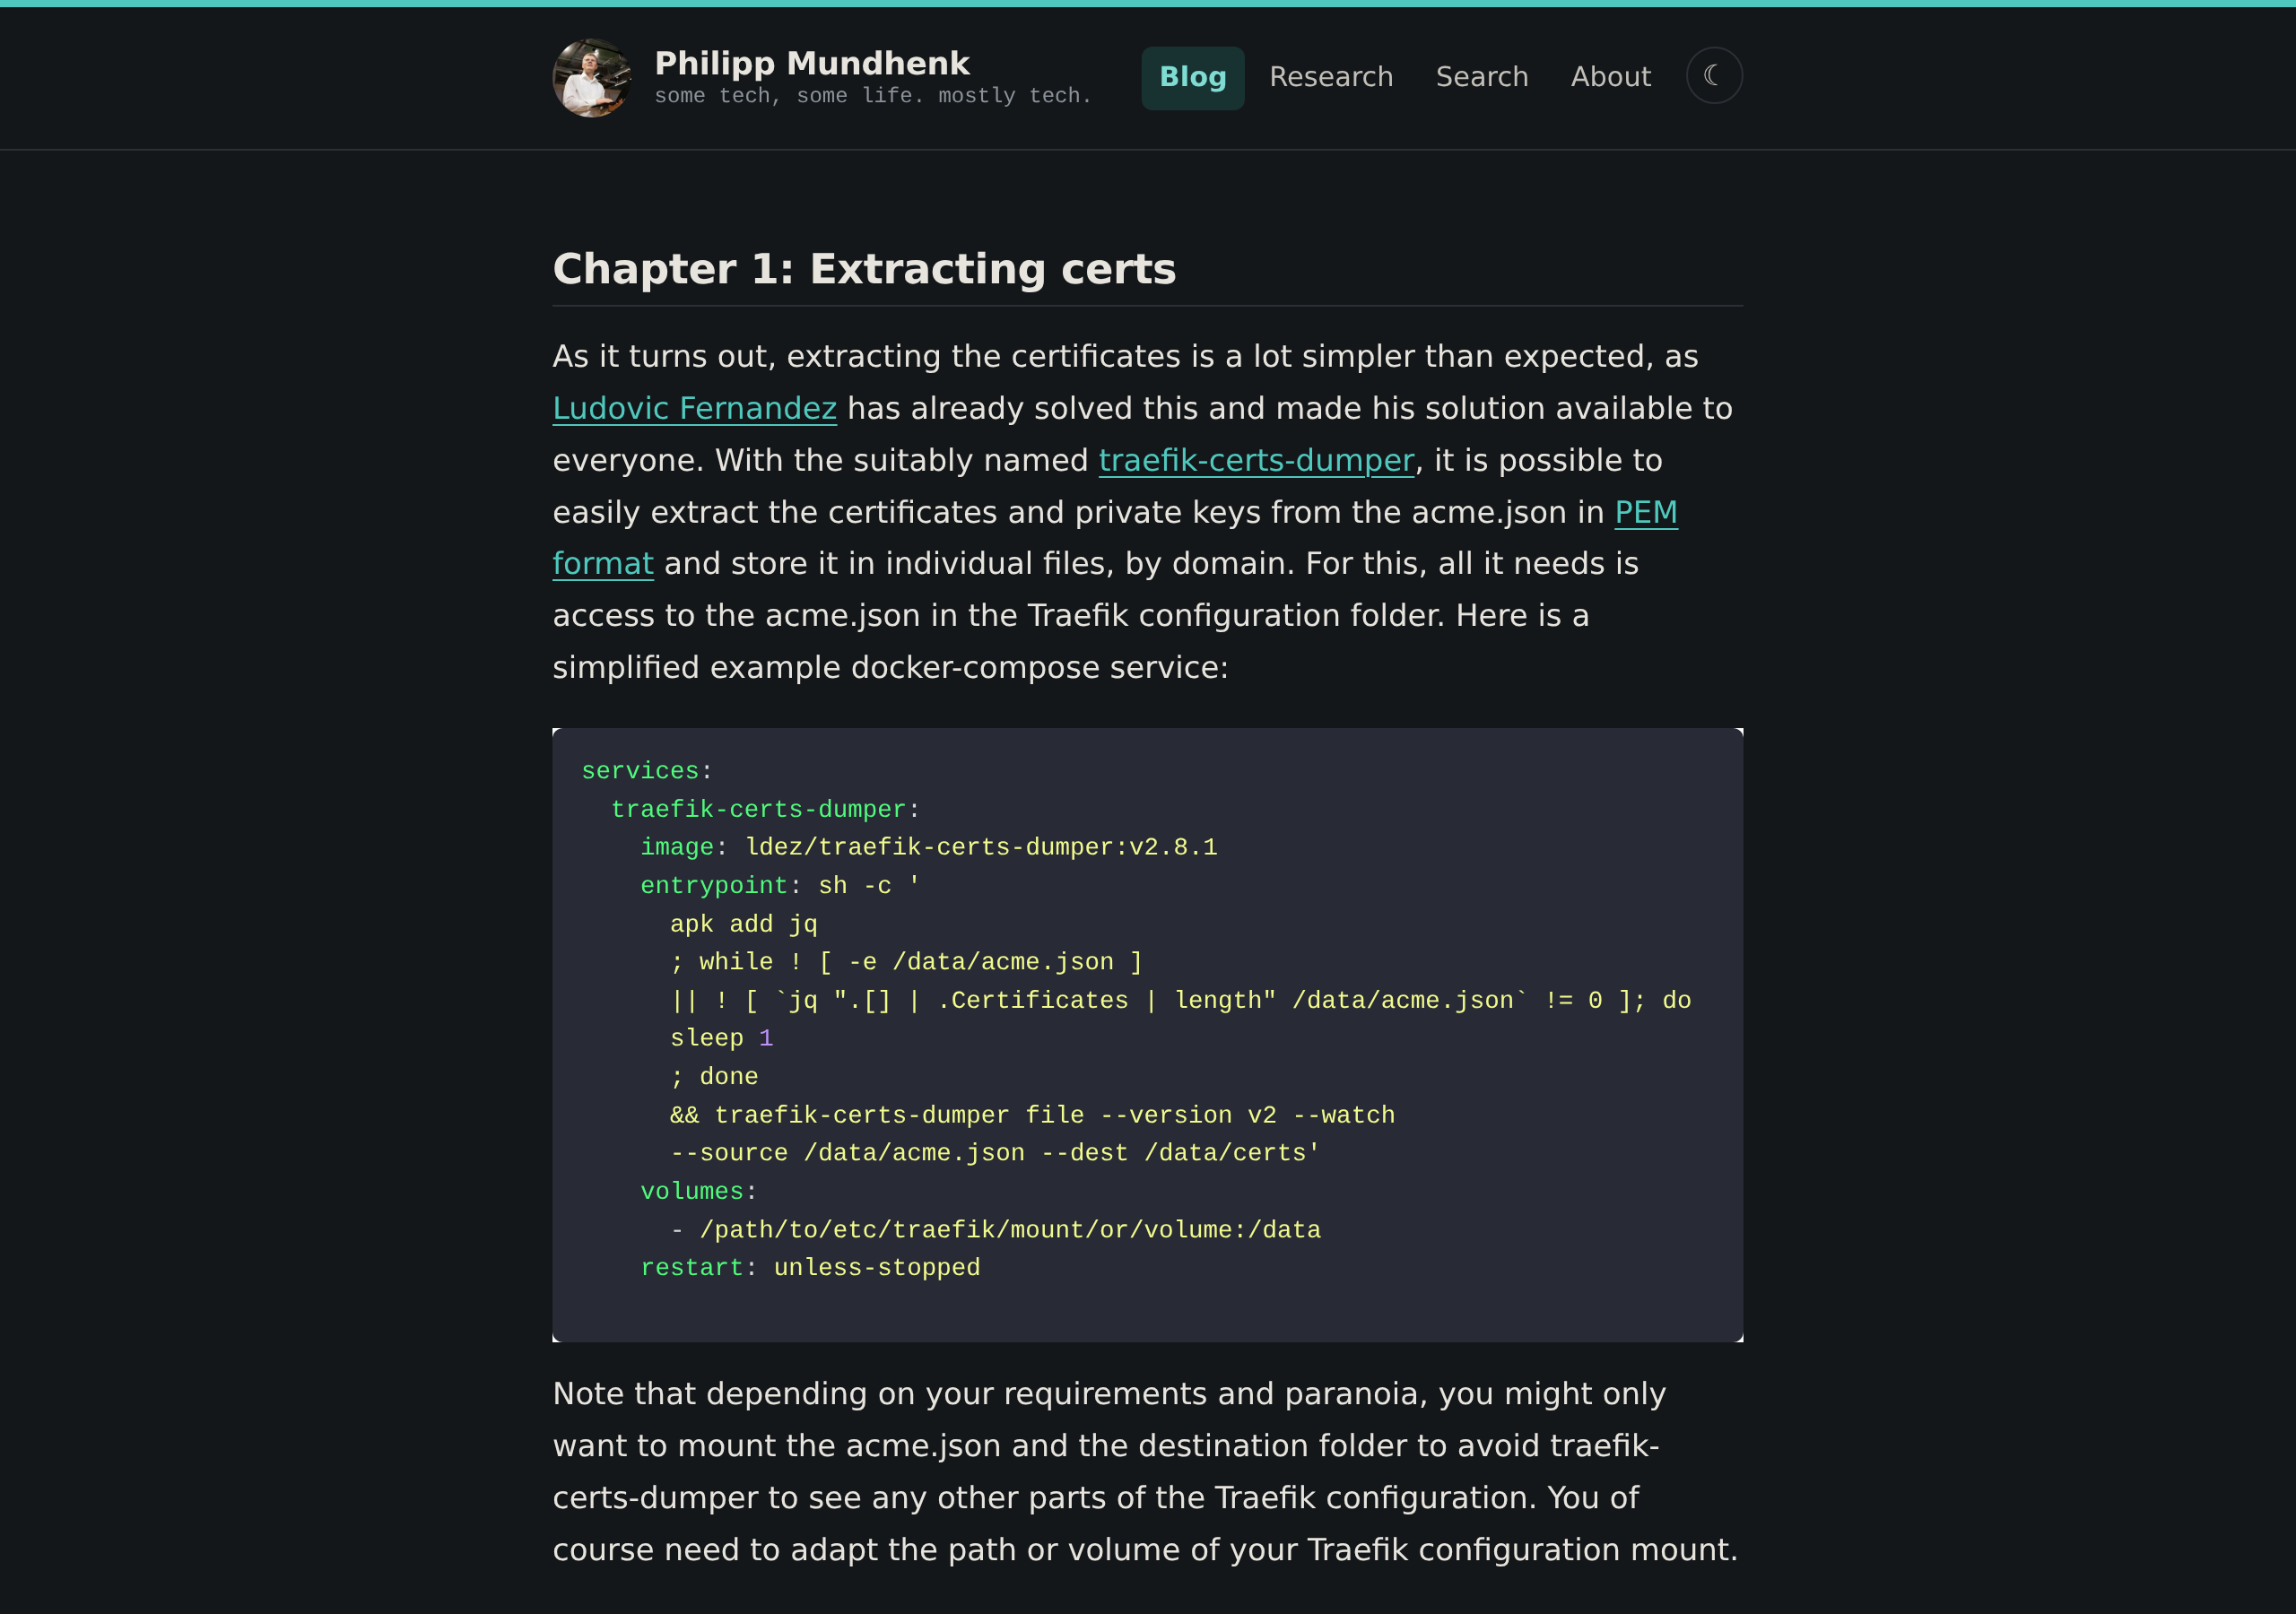 Philipp Mundhenk
some tech, some life. mostly tech.
Blog
Research
Search
About
Chapter 1: Extracting certs
As it turns out, extracting the certificates is a lot simpler than expected, as
Ludovic Fernandez has already solved this and made his solution available to
everyone. With the suitably named traefik-certs-dumper, it is possible to
easily extract the certificates and private keys from the acme.json in PEM
format and store it in individual files, by domain. For this, all it needs is
access to the acme.json in the Traefik configuration folder. Here is a
simplified example docker-compose service:
services:
  traefik-certs-dumper:
    image: ldez/traefik-certs-dumper:v2.8.1
    entrypoint: sh -c '
      apk add jq
      ; while ! [ -e /data/acme.json ]
      || ! [ `jq ".[] | .Certificates | length" /data/acme.json` != 0 ]; do
      sleep 1
      ; done
      && traefik-certs-dumper file --version v2 --watch
      --source /data/acme.json --dest /data/certs'
    volumes:
      - /path/to/etc/traefik/mount/or/volume:/data
    restart: unless-stopped
Note that depending on your requirements and paranoia, you might only
want to mount the acme.json and the destination folder to avoid traefik-
certs-dumper to see any other parts of the Traefik configuration. You of
course need to adapt the path or volume of your Traefik configuration mount.